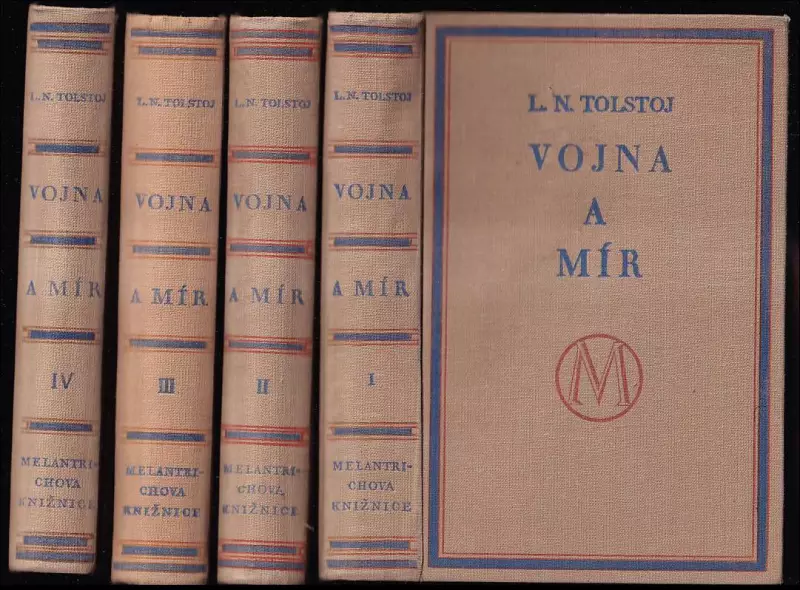 L. N. TOLSTOJ
VOJNA
A MÍR
IV
MELANTRI-
CHOVA
KNIŽNICE
L. N. TOLSTOJ
VOJNA
A MÍR
III
MELANTRI-
CHOVA
KNIŽNICE
L. N. TOLSTOJ
VOJNA
A MÍR
II
MELANTRI-
CHOVA
KNIŽNICE
L. N. TOLSTOJ
VOJNA
A MÍR
I
MELANTRI-
CHOVA
KNIŽNICE
L. N. TOLSTOJ
VOJNA
A
MÍR
M